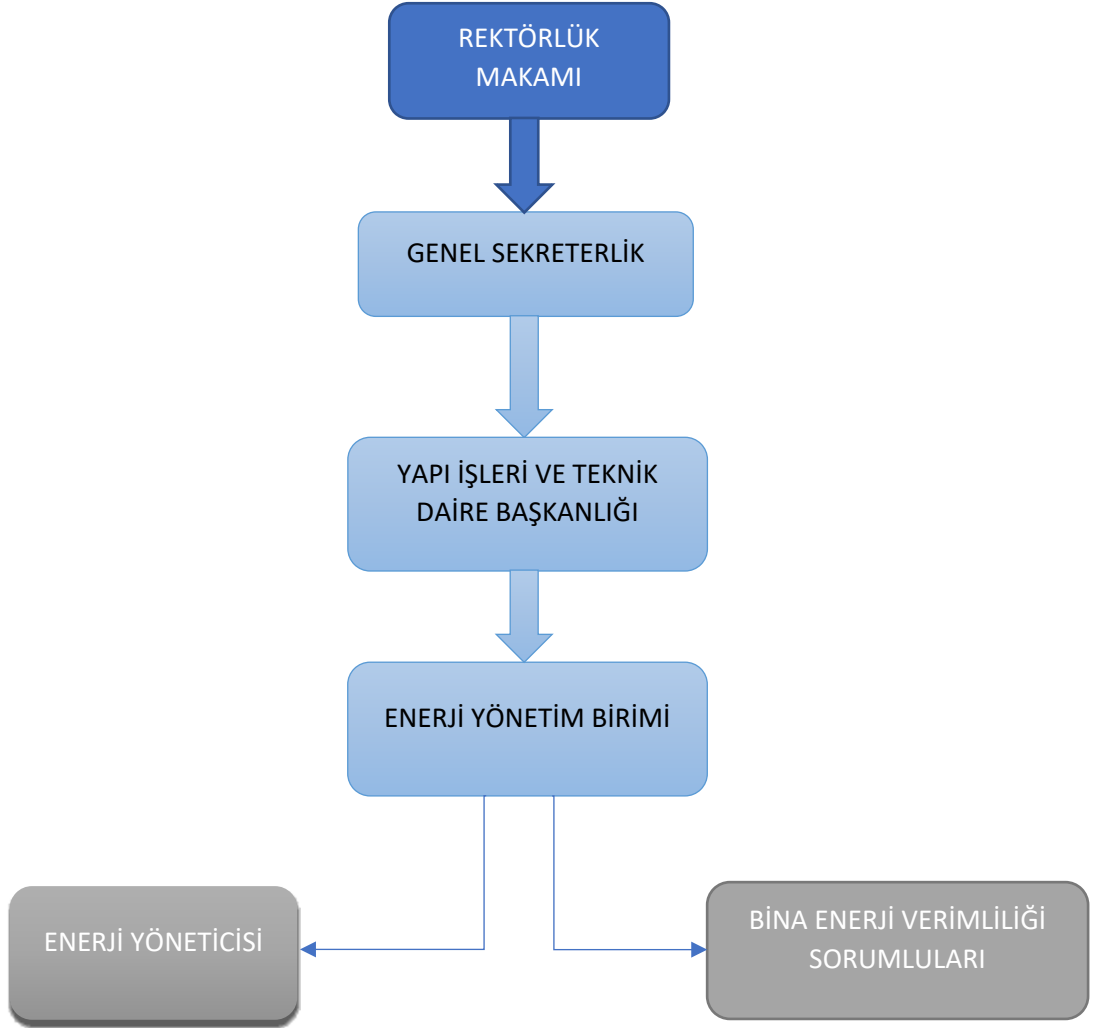 REKTÖRLÜK
MAKAMI
GENEL SEKRETERLİK
YAPI İŞLERİ VE TEKNİK
DAİRE BAŞKANLIĞI
ENERJİ YÖNETİM BİRİMİ
ENERJİ YÖNETİCİSİ
BİNA ENERJİ VERİMLİLİĞİ
SORUMLULARI